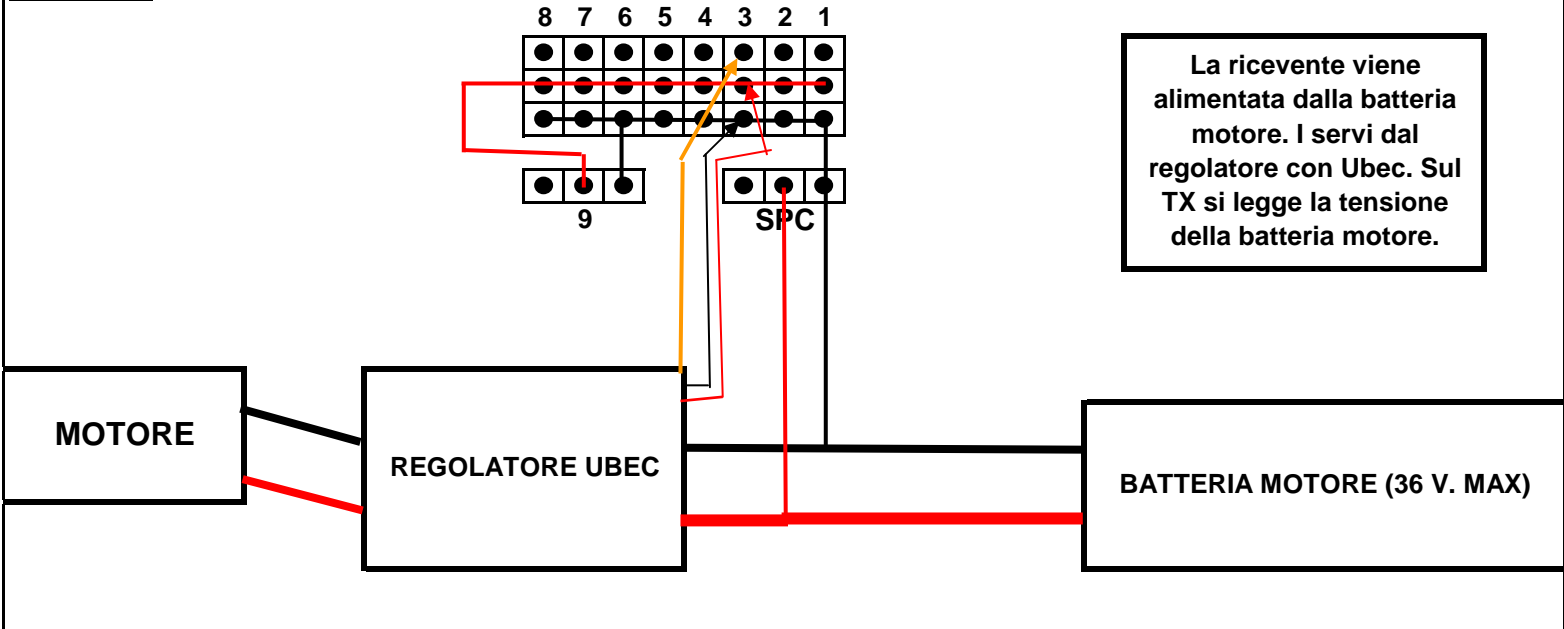 8 7 6 5 4 3 2 1
La ricevente viene
alimentata dalla batteria
motore. I servi dal
regolatore con Ubec. Sul
TX si legge la tensione
della batteria motore.
9
SPC
MOTORE
REGOLATORE UBEC
BATTERIA MOTORE (36 V. MAX)